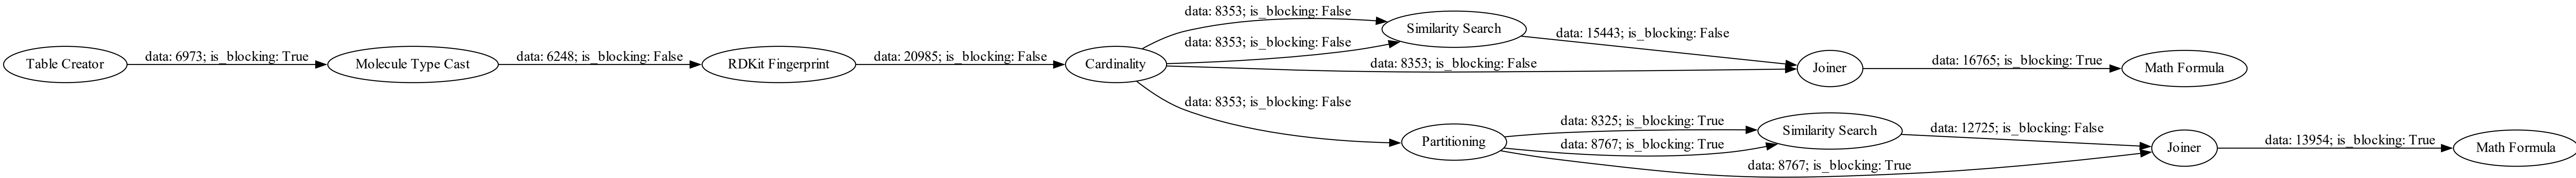 Table Creator
data: 6973; is_blocking: True
Molecule Type Cast
data: 6248; is_blocking: False
RDKit Fingerprint
data: 20985; is_blocking: False
Cardinality
data: 8353; is_blocking: False
data: 8353; is_blocking: False
data: 8353; is_blocking: False
data: 8353; is_blocking: False
Similarity Search
data: 15443; is_blocking: False
Joiner
data: 16765; is_blocking: True
Math Formula
Partitioning
data: 8325; is_blocking: True
data: 8767; is_blocking: True
data: 8767; is_blocking: True
Similarity Search
data: 12725; is_blocking: False
Joiner
data: 13954; is_blocking: True
Math Formula